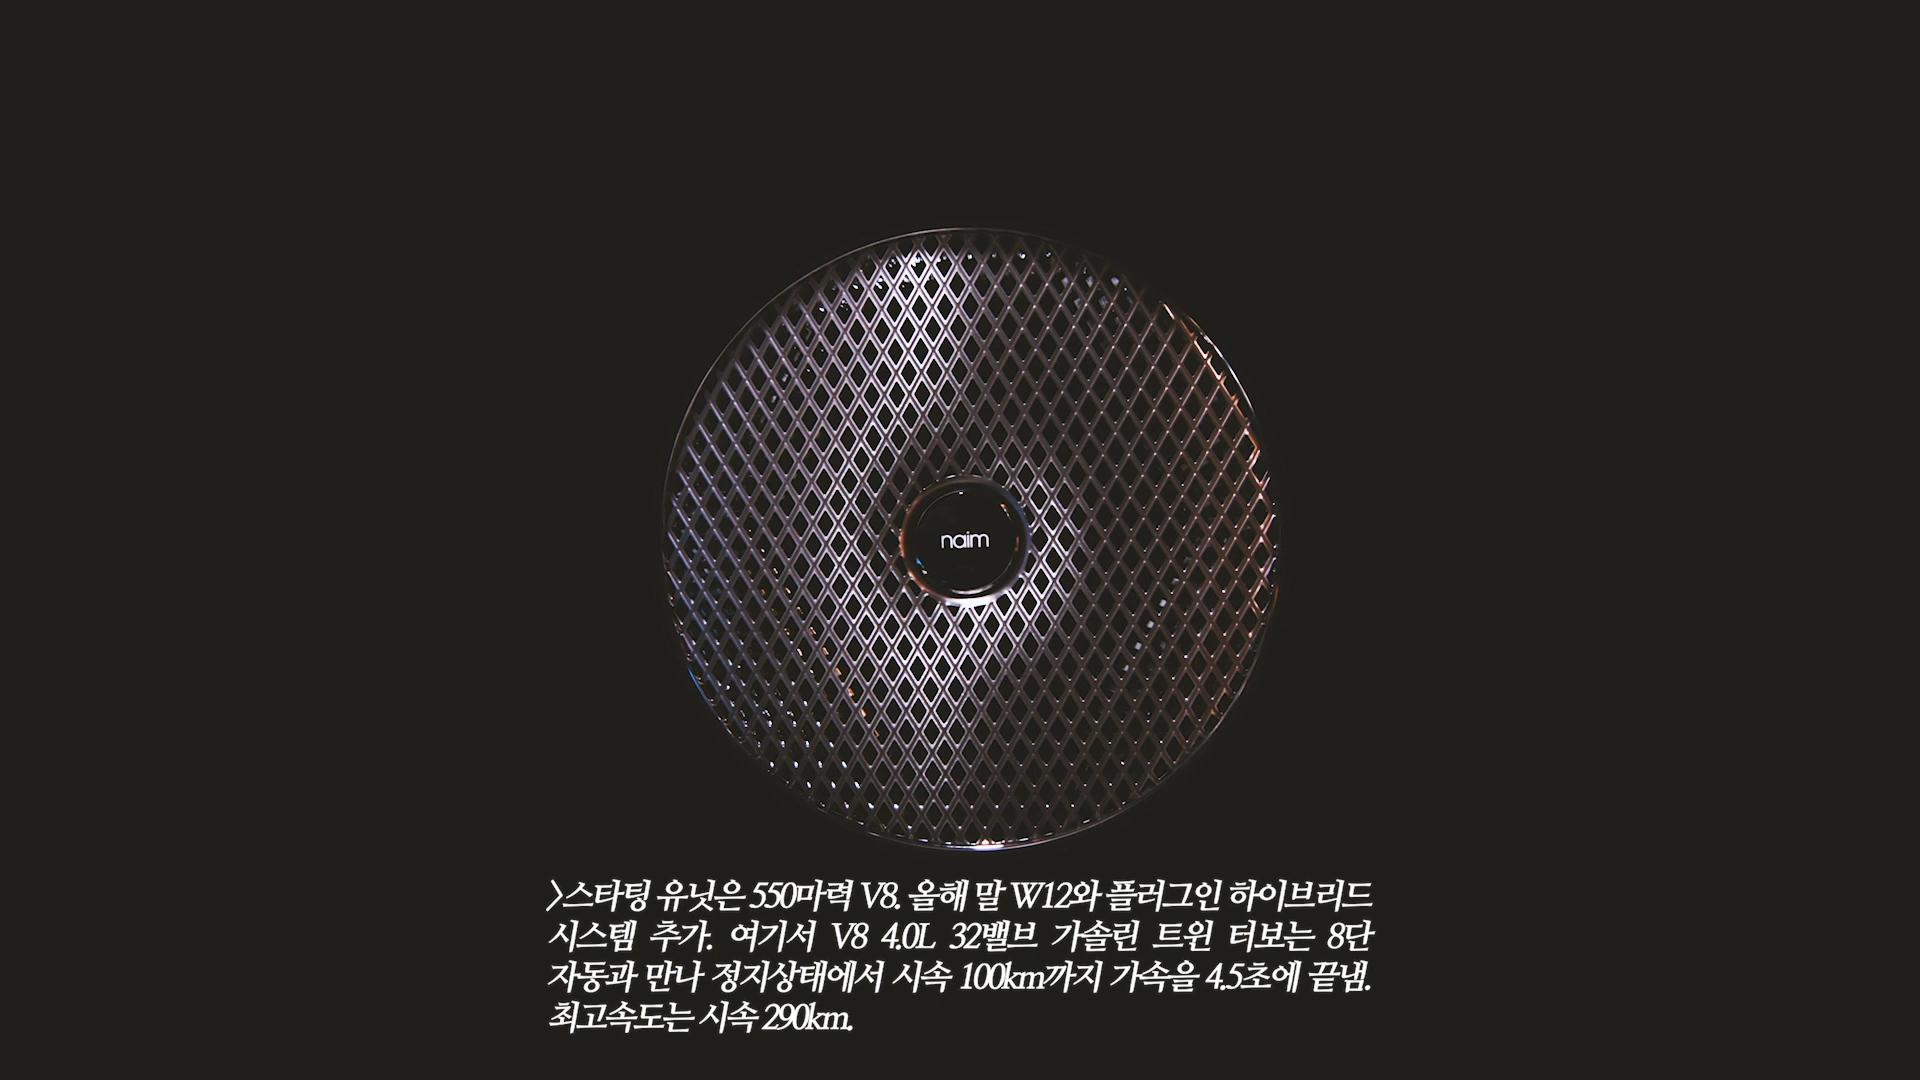 naim
>스타팅 유닛은 550마력 V8. 올해 말 W12와 플러그인 하이브리드
시스템 추가. 여기서 V8 4.0L 32밸브 가솔린 트윈 터보는 8단
자동과 만나 정지상태에서 시속 100km까지 가속을 4.5초에 끝냄.
최고속도는 시속 290km.